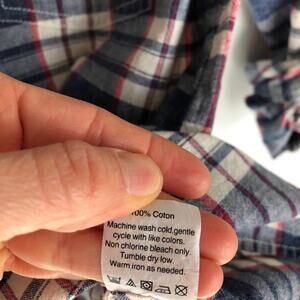 100% Coton
Machine wash cold,gentle
cycle with like colors.
Non chlorine bleach only.
Tumble dry low.
Warm iron as needed.